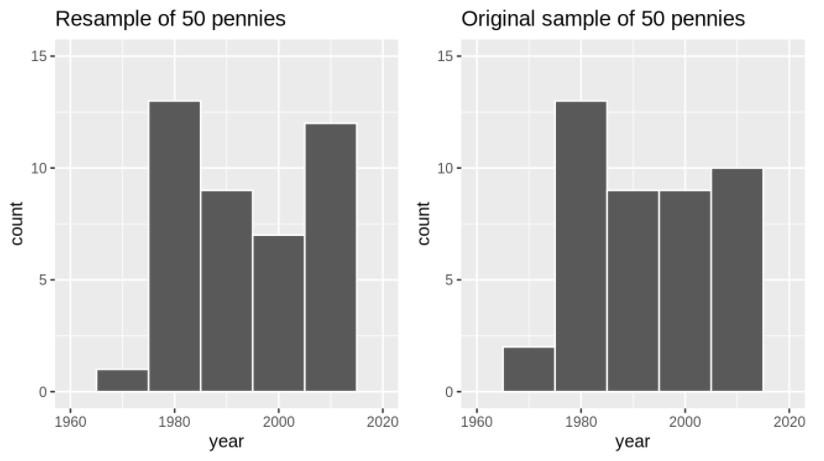 Resample of 50 pennies
15
10
5
0
count
1960 1980 2000 2020
year
Original sample of 50 pennies
15
10
5
0
count
1960 1980 2000 2020
year